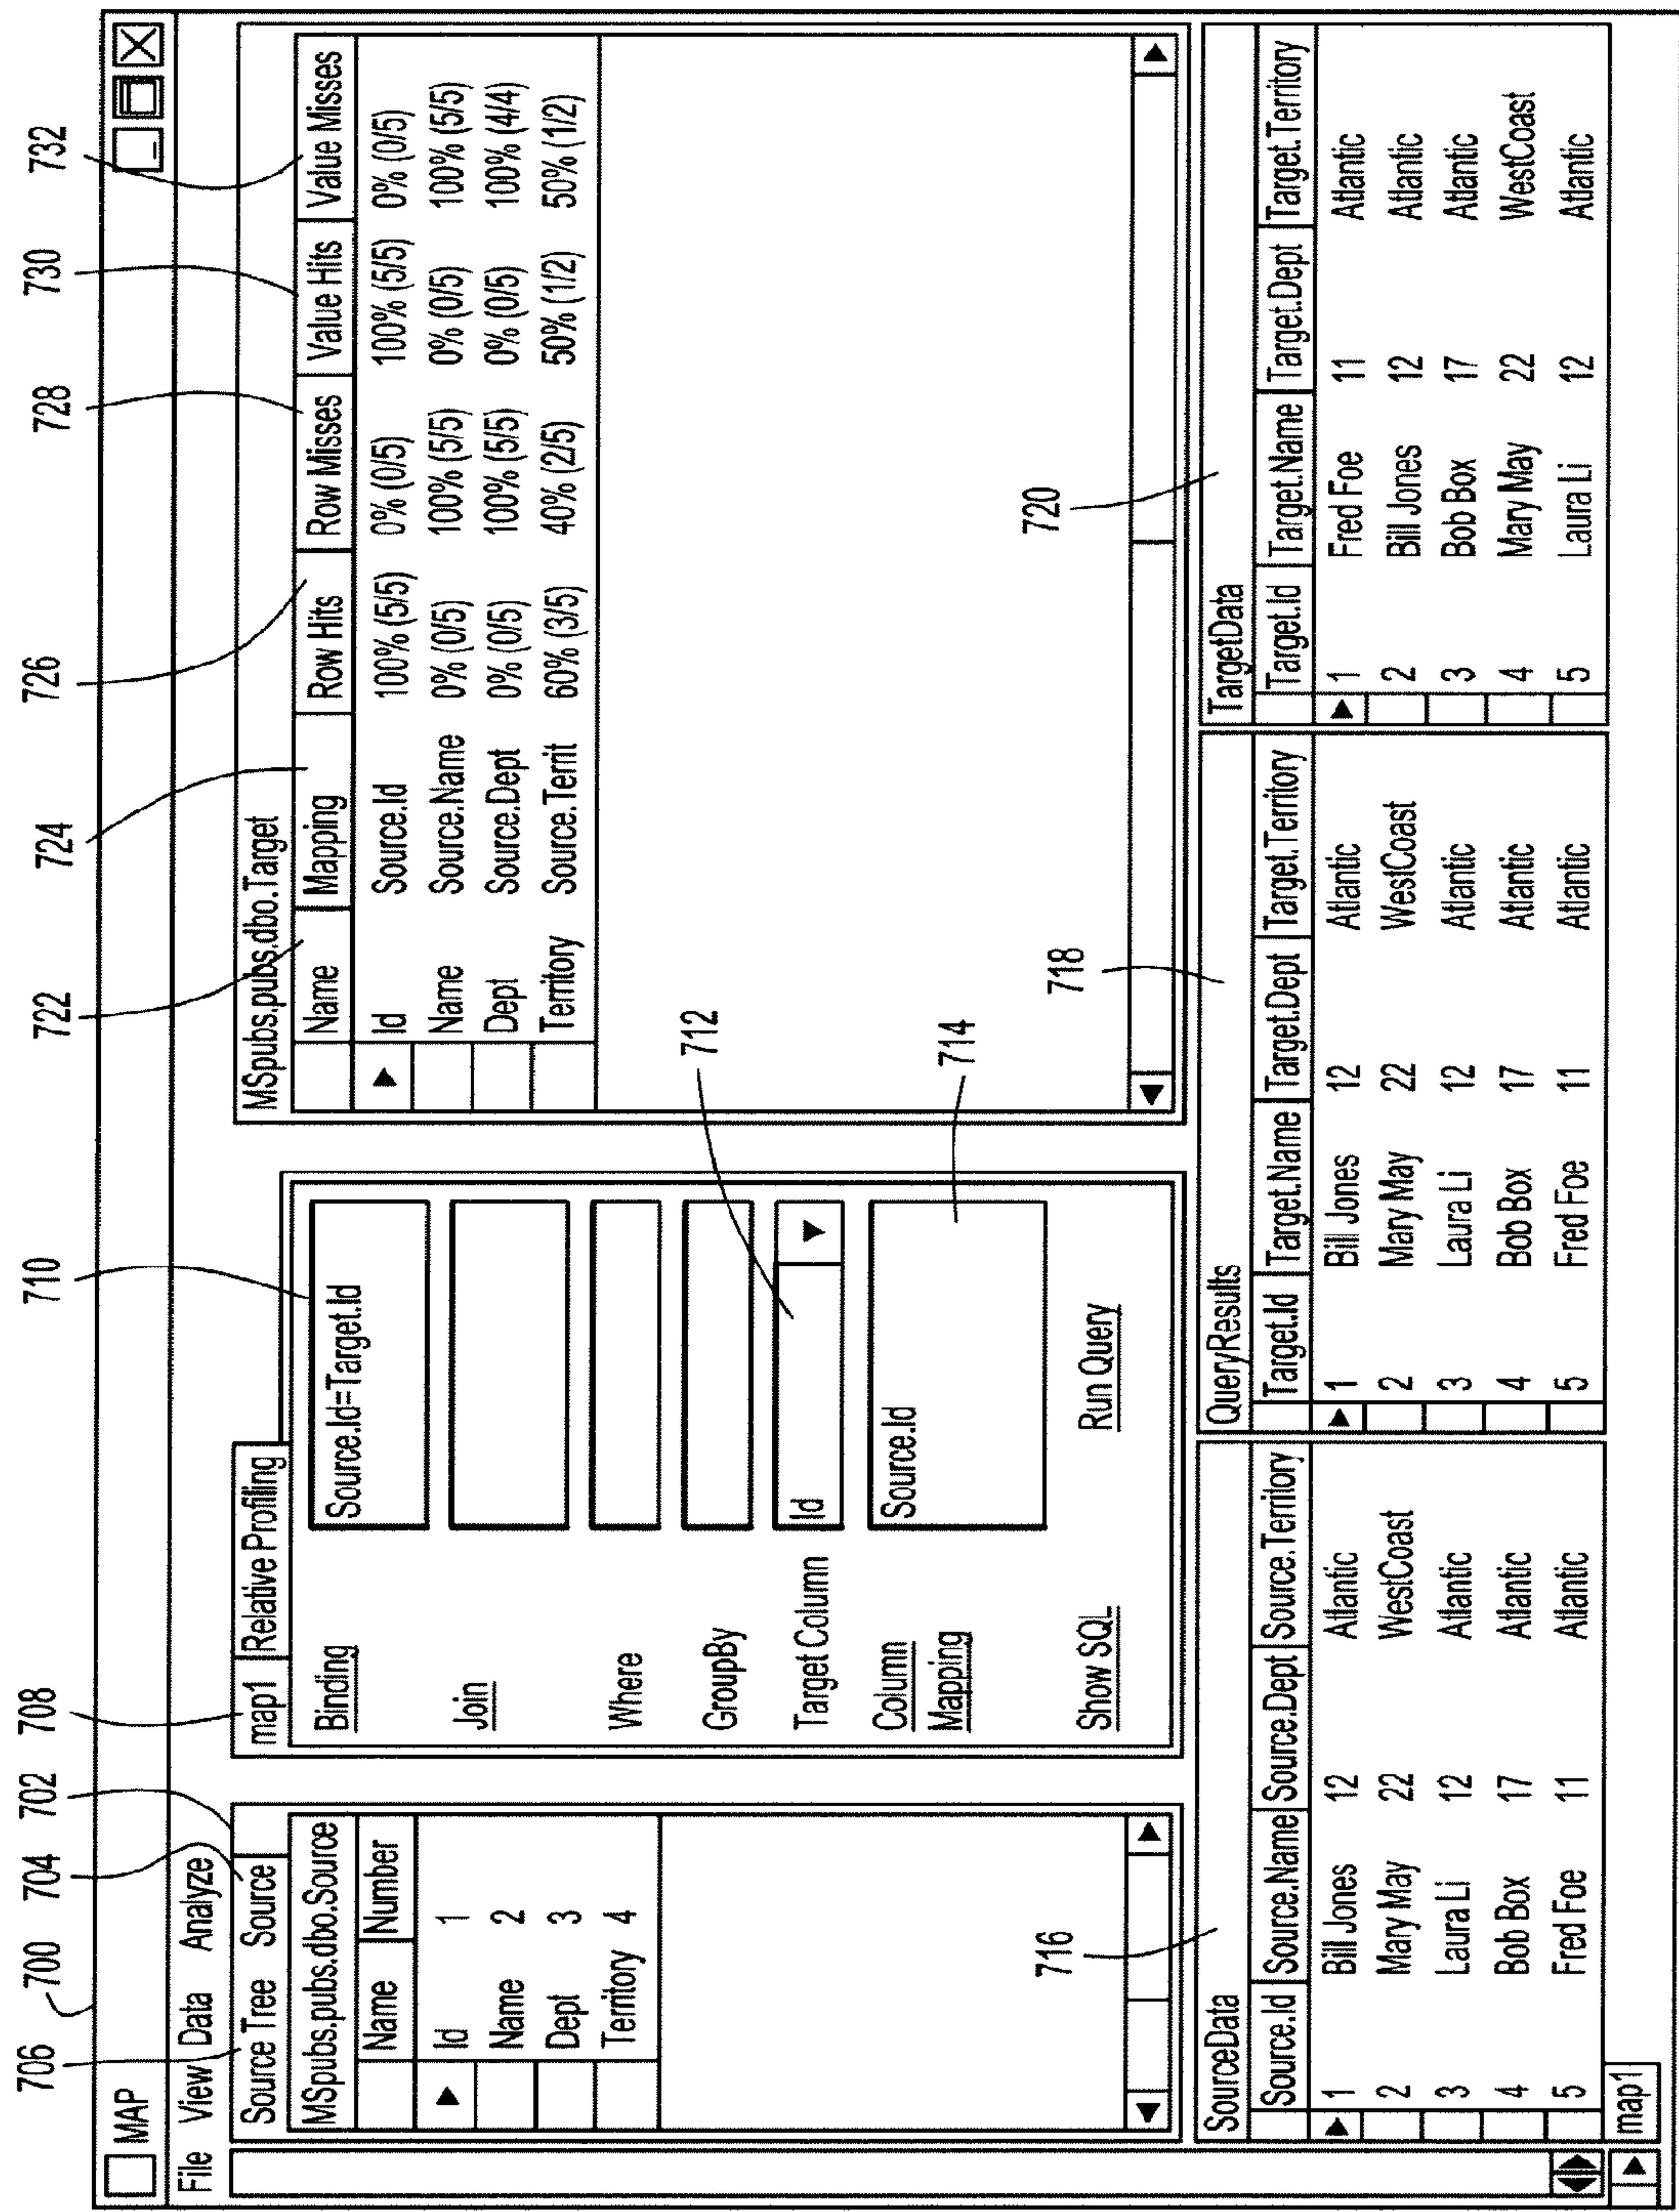 706 700 704 702 708 710 722 724 726 728 730 732
MAP
File View Data Analyze
Source Tree Source
MSpubs.pubs.dbo.Source
Name Number
Id 1
Name 2
Dept 3
Territory 4
map1 Relative Profiling
Binding Source.Id=Target.Id
Join
Where
GroupBy
Target Column Id
Column Mapping Source.Id
Show SQL Run Query
712
714
MSpubs.pubs.dbo.Target
Name Mapping Row Hits Row Misses Value Hits Value Misses
Id Source.Id 100% (5/5) 0% (0/5) 100% (5/5) 0% (0/5)
Name Source.Name 0% (0/5) 100% (5/5) 0% (0/5) 100% (5/5)
Dept Source.Dept 0% (0/5) 100% (5/5) 0% (0/5) 100% (4/4)
Territory Source.Territ 60% (3/5) 40% (2/5) 50% (1/2) 50% (1/2)
716 718 720
SourceData
Source.Id Source.Name Source.Dept Source.Territory
1 Bill Jones 12 Atlantic
2 Mary May 22 WestCoast
3 Laura Li 12 Atlantic
4 Bob Box 17 Atlantic
5 Fred Foe 11 Atlantic
QueryResults
Target.Id Target.Name Target.Dept Target.Territory
1 Bill Jones 12 Atlantic
2 Mary May 22 WestCoast
3 Laura Li 12 Atlantic
4 Bob Box 17 Atlantic
5 Fred Foe 11 Atlantic
TargetData
Target.Id Target.Name Target.Dept Target.Territory
1 Fred Foe 11 Atlantic
2 Bill Jones 12 Atlantic
3 Bob Box 17 Atlantic
4 Mary May 22 WestCoast
5 Laura Li 12 Atlantic
map1